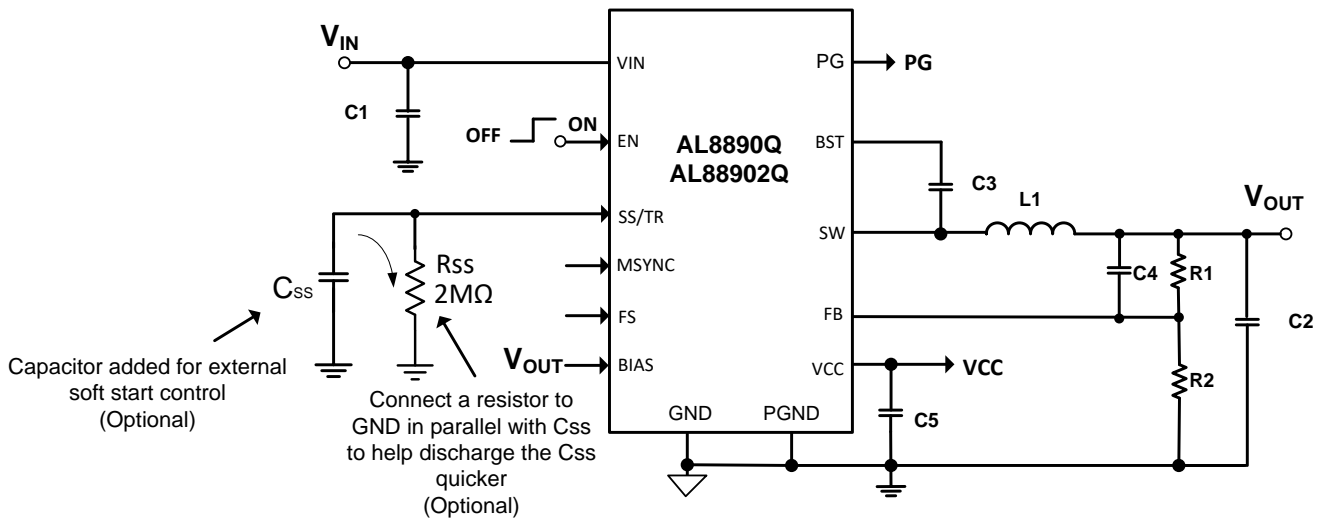 VIN
C1
OFF
ON
VIN
EN
SS/TR
MSYNC
FS
BIAS
AL8890Q
AL88902Q
GND
PGND
PG
BST
SW
FB
VCC
PG
C3
L1
VOUT
C4
R1
C2
R2
VCC
C5
CSS
Rss
2MΩ
VOUT
Capacitor added for external
soft start control
(Optional)
Connect a resistor to
GND in parallel with Css
to help discharge the Css
quicker
(Optional)